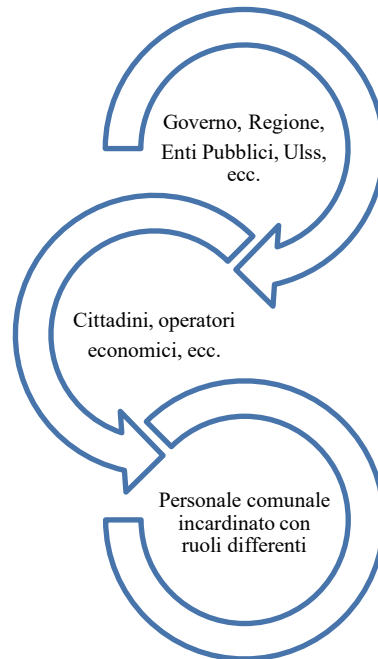 Governo, Regione,
Enti Pubblici, Ulss,
ecc.
Cittadini, operatori
economici, ecc.
Personale comunale
incardinato con
ruoli differenti